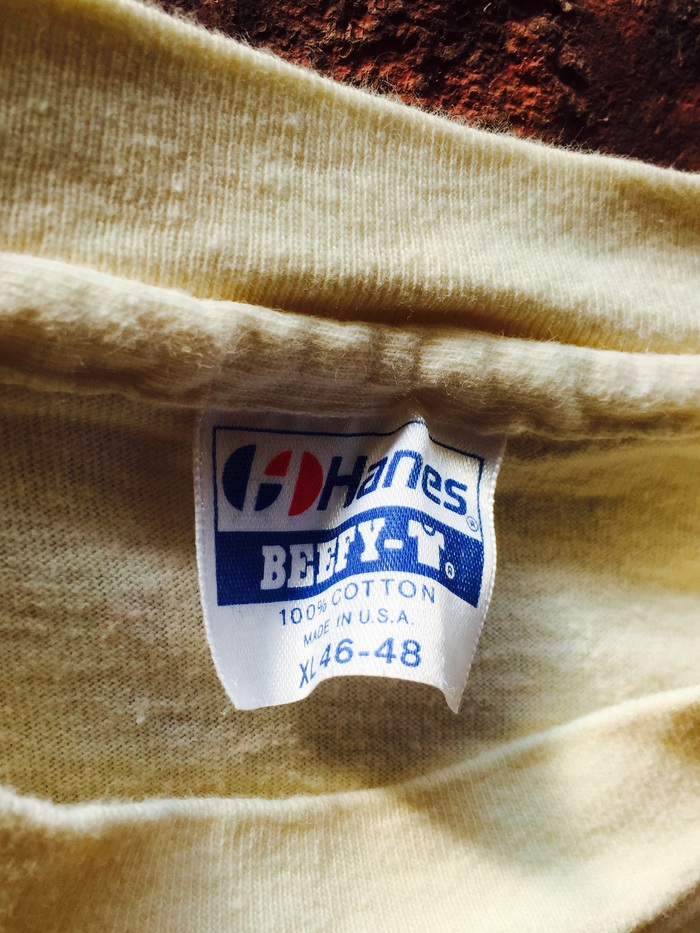 Hanes®
BEEFY-T®
100% COTTON
MADE IN U.S.A.
XL 46-48